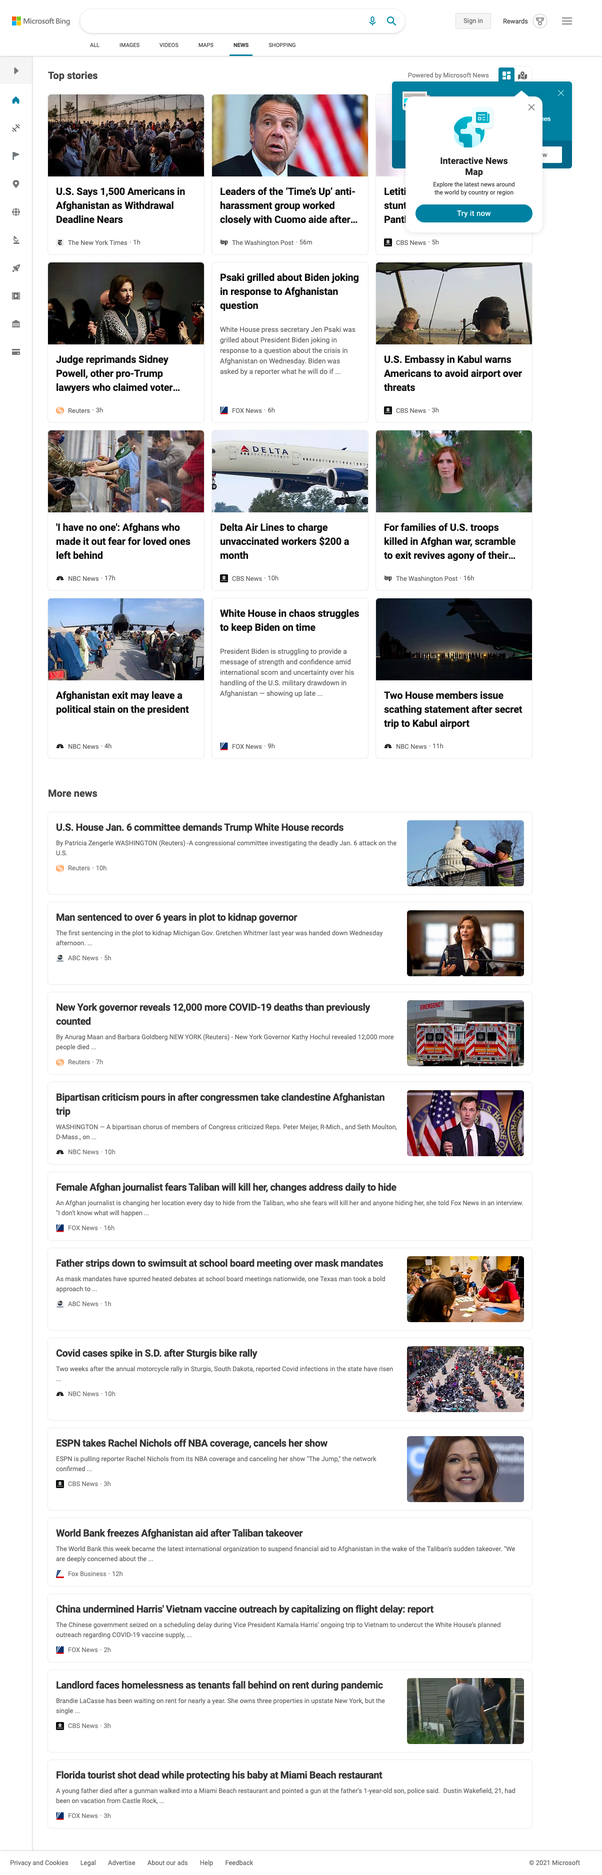 Microsoft Bing
Sign in
Rewards
ALL
IMAGES
VIDEOS
MAPS
NEWS
SHOPPING
Top stories
Powered by Microsoft News
Interactive News
Map
Explore the latest news around
the world by country or region
Try it now
U.S. Says 1,500 Americans in
Afghanistan as Withdrawal
Deadline Nears
The New York Times · 1h
Leaders of the 'Time's Up' anti-
harassment group worked
closely with Cuomo aide after...
The Washington Post · 56m
Letiti
stunt
Pantl
CBS News · 5h
Judge reprimands Sidney
Powell, other pro-Trump
lawyers who claimed voter...
Reuters · 3h
Psaki grilled about Biden joking
in response to Afghanistan
question
White House press secretary Jen Psaki was
grilled about President Biden joking in
response to a question about the crisis in
Afghanistan on Wednesday. Biden was
asked by a reporter what he will do if ...
FOX News · 6h
U.S. Embassy in Kabul warns
Americans to avoid airport over
threats
CBS News · 3h
'I have no one': Afghans who
made it out fear for loved ones
left behind
NBC News · 17h
DELTA
Delta Air Lines to charge
unvaccinated workers $200 a
month
CBS News · 10h
For families of U.S. troops
killed in Afghan war, scramble
to exit revives agony of their...
The Washington Post · 16h
Afghanistan exit may leave a
political stain on the president
NBC News · 4h
White House in chaos struggles
to keep Biden on time
President Biden is struggling to provide a
message of strength and confidence amid
international scorn and uncertainty over his
handling of the U.S. military drawdown in
Afghanistan — showing up late ...
FOX News · 9h
Two House members issue
scathing statement after secret
trip to Kabul airport
NBC News · 11h
More news
U.S. House Jan. 6 committee demands Trump White House records
By Patricia Zengerle WASHINGTON (Reuters) -A congressional committee investigating the deadly Jan. 6 attack on the
U.S.
Reuters · 10h
Man sentenced to over 6 years in plot to kidnap governor
The first sentencing in the plot to kidnap Michigan Gov. Gretchen Whitmer last year was handed down Wednesday
afternoon. ...
ABC News · 5h
New York governor reveals 12,000 more COVID-19 deaths than previously
counted
By Anurag Maan and Barbara Goldberg NEW YORK (Reuters) - New York Governor Kathy Hochul revealed 12,000 more
people died ...
Reuters · 7h
EMERGENCY
Bipartisan criticism pours in after congressmen take clandestine Afghanistan
trip
WASHINGTON — A bipartisan chorus of members of Congress criticized Reps. Peter Meijer, R-Mich., and Seth Moulton,
D-Mass., on ...
NBC News · 10h
Female Afghan journalist fears Taliban will kill her, changes address daily to hide
An Afghan journalist is changing her location every day to hide from the Taliban, who she fears will kill her and anyone hiding her, she told Fox News in an interview.
"I don't know what will happen ...
FOX News · 16h
Father strips down to swimsuit at school board meeting over mask mandates
As mask mandates have spurred heated debates at school board meetings nationwide, one Texas man took a bold
approach to ...
ABC News · 1h
Covid cases spike in S.D. after Sturgis bike rally
Two weeks after the annual motorcycle rally in Sturgis, South Dakota, reported Covid infections in the state have risen
...
NBC News · 10h
ESPN takes Rachel Nichols off NBA coverage, cancels her show
ESPN is pulling reporter Rachel Nichols from its NBA coverage and canceling her show "The Jump," the network
confirmed ...
CBS News · 3h
World Bank freezes Afghanistan aid after Taliban takeover
The World Bank this week became the latest international organization to suspend financial aid to Afghanistan in the wake of the Taliban's sudden takeover. "We
are deeply concerned about the ...
Fox Business · 12h
China undermined Harris' Vietnam vaccine outreach by capitalizing on flight delay: report
The Chinese government seized on a scheduling delay during Vice President Kamala Harris' ongoing trip to Vietnam to undercut the White House's planned
outreach regarding COVID-19 vaccine supply, ...
FOX News · 2h
Landlord faces homelessness as tenants fall behind on rent during pandemic
Brandie LaCasse has been waiting on rent for nearly a year. She owns three properties in upstate New York, but the
single ...
CBS News · 3h
Florida tourist shot dead while protecting his baby at Miami Beach restaurant
A young father died after a gunman walked into a Miami Beach restaurant and pointed a gun at the father's 1-year-old son, police said. Dustin Wakefield, 21, had
been on vacation from Castle Rock, ...
FOX News · 3h
Privacy and Cookies
Legal
Advertise
About our ads
Help
Feedback
© 2021 Microsoft